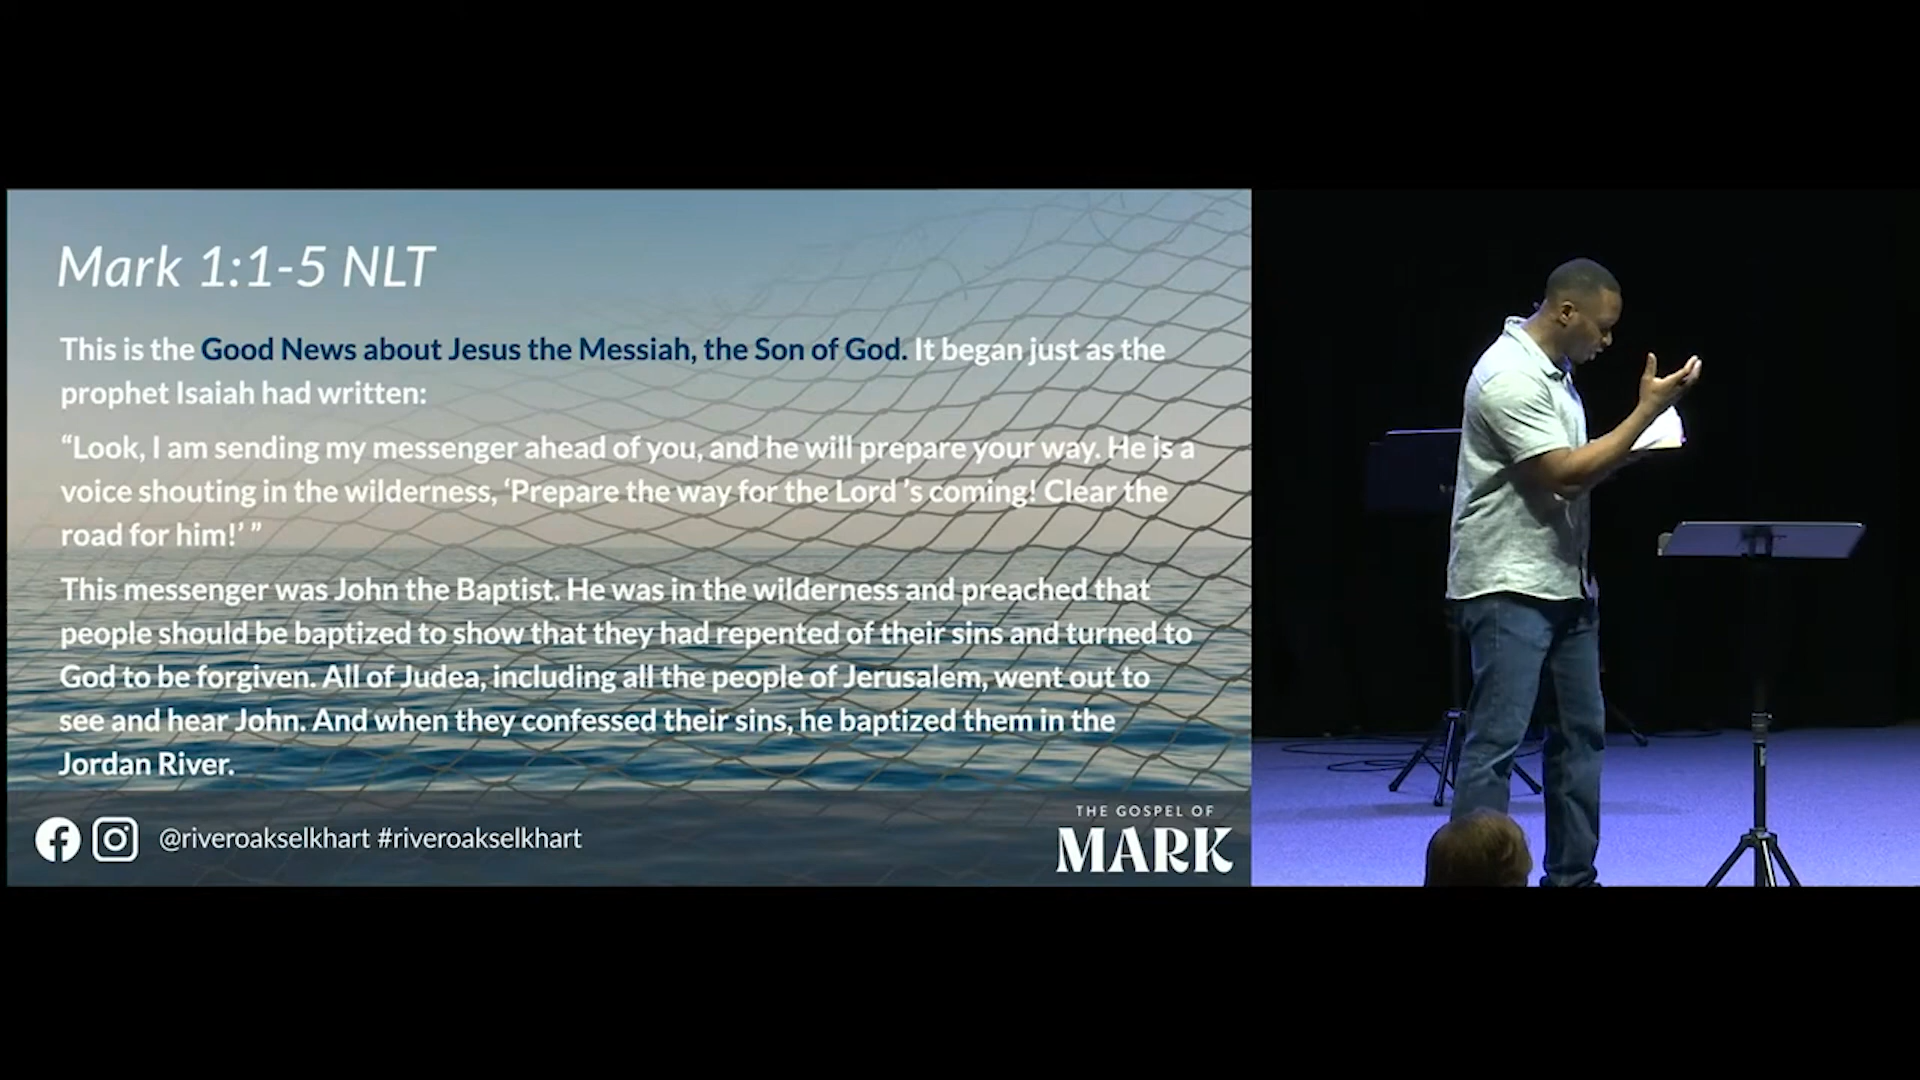 Mark 1:1-5 NLT
This is the Good News about Jesus the Messiah, the Son of God. It began just as the
prophet Isaiah had written:
“Look, I am sending my messenger ahead of you, and he will prepare your way. He is a
voice shouting in the wilderness, ‘Prepare the way for the Lord ’s coming! Clear the
road for him!’ ”
This messenger was John the Baptist. He was in the wilderness and preached that
people should be baptized to show that they had repented of their sins and turned to
God to be forgiven. All of Judea, including all the people of Jerusalem, went out to
see and hear John. And when they confessed their sins, he baptized them in the
Jordan River.
@riveroakselkhart #riveroakselkhart
THE GOSPEL OF
MARK